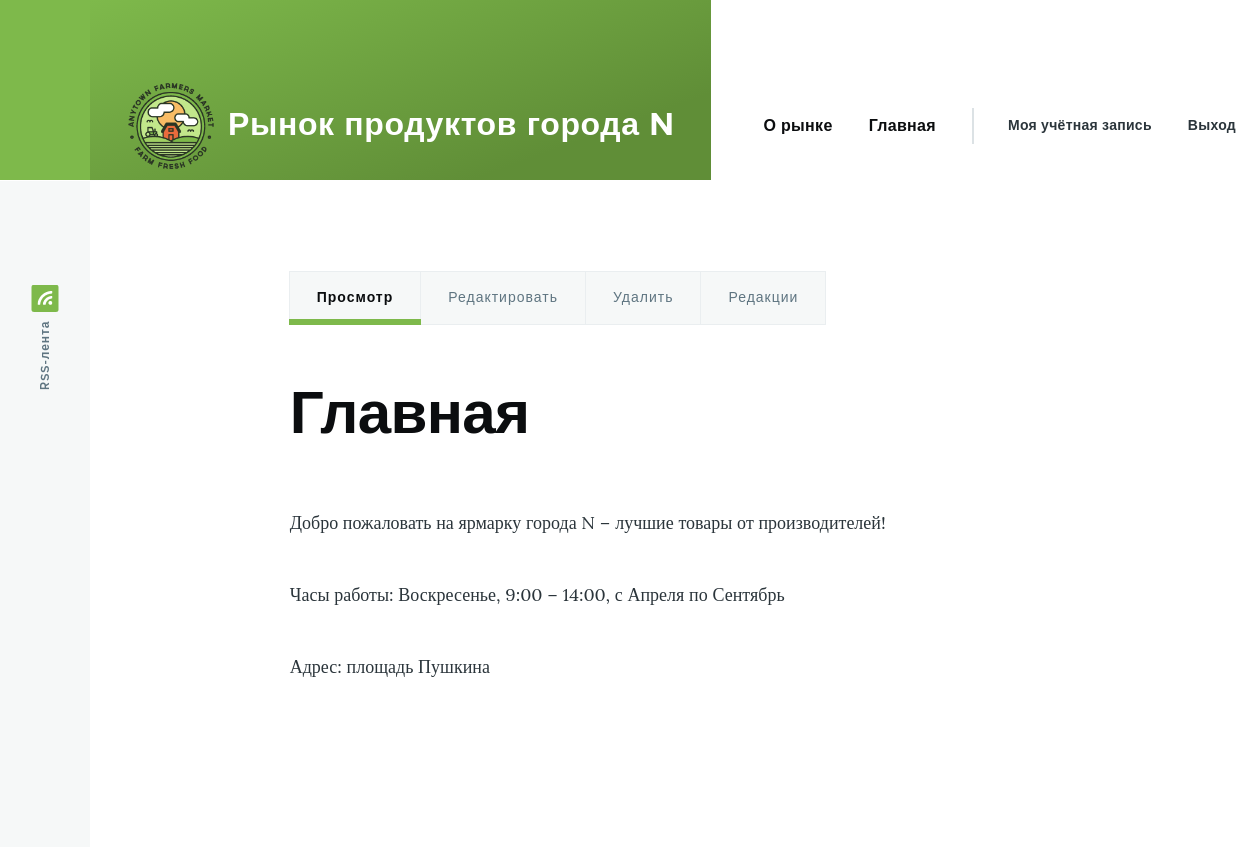 ANYTOWN FARMERS MARKET
FARM FRESH FOOD
Рынок продуктов города N
О рынке
Главная
Моя учётная запись
Выход
RSS-лента
Просмотр
Редактировать
Удалить
Редакции
Главная
Добро пожаловать на ярмарку города N – лучшие товары от производителей!
Часы работы: Воскресенье, 9:00 – 14:00, с Апреля по Сентябрь
Адрес: площадь Пушкина